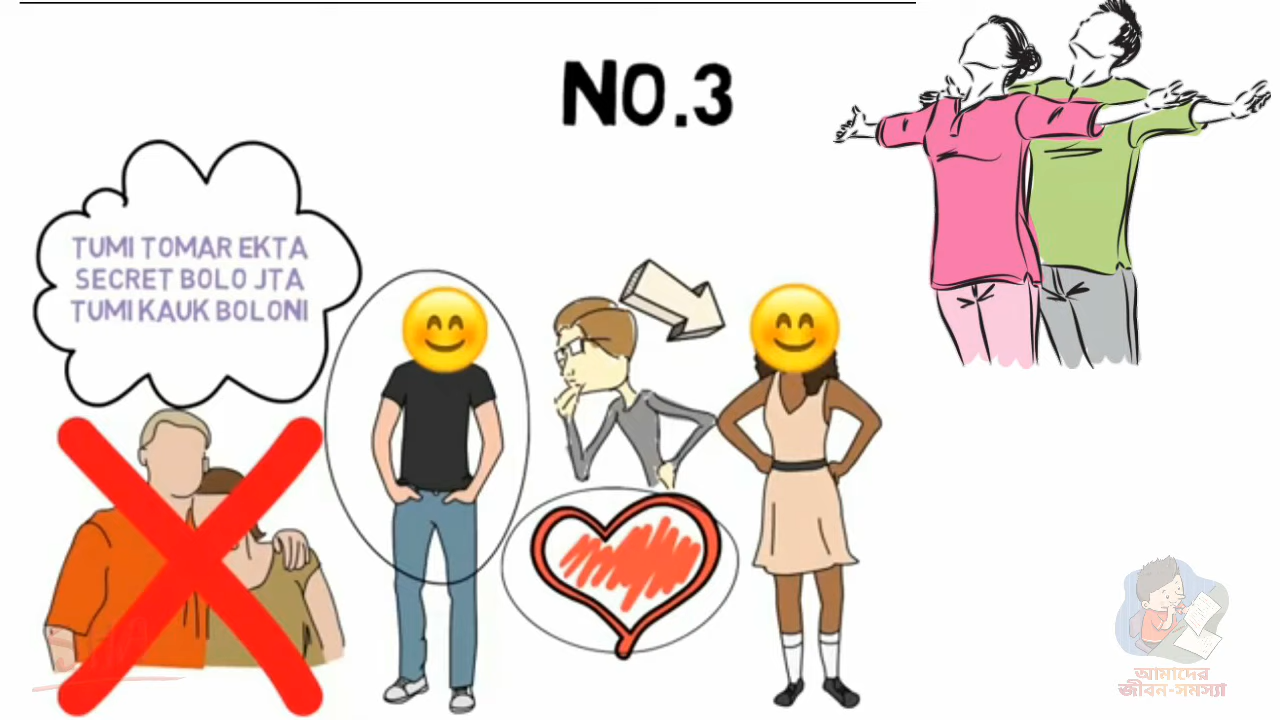 NO.3
TUMI TOMAR EKTA
SECRET BOLO JTA
TUMI KAUK BOLONI
আমাদের
জীবন-সমস্যা